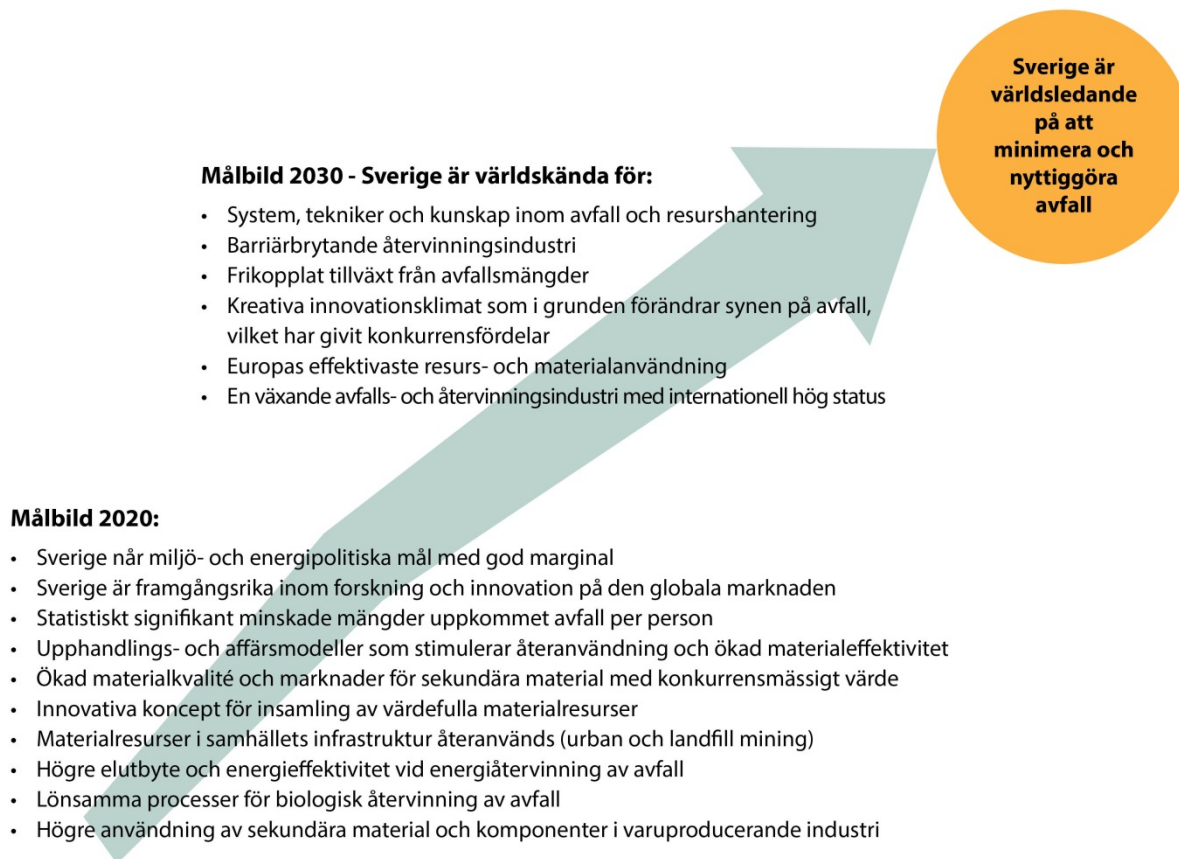 Sverige är
världsledande
på att
minimera och
nyttiggöra
avfall
Målbild 2030 - Sverige är världskända för:
• System, tekniker och kunskap inom avfall och resurshantering
• Barriärbrytande återvinningsindustri
• Frikopplat tillväxt från avfallsmängder
• Kreativa innovationsklimat som i grunden förändrar synen på avfall,
vilket har givit konkurrensfördelar
• Europas effektivaste resurs- och materialanvändning
• En växande avfalls- och återvinningsindustri med internationell hög status
Målbild 2020:
• Sverige når miljö- och energipolitiska mål med god marginal
• Sverige är framgångsrika inom forskning och innovation på den globala marknaden
• Statistiskt signifikant minskade mängder uppkommet avfall per person
• Upphandlings- och affärsmodeller som stimulerar återanvändning och ökad materialeffektivitet
• Ökad materialkvalité och marknader för sekundära material med konkurrensmässigt värde
• Innovativa koncept för insamling av värdefulla materialresurser
• Materialresurser i samhällets infrastruktur återanvänds (urban och landfill mining)
• Högre elutbyte och energieffektivitet vid energiåtervinning av avfall
• Lönsamma processer för biologisk återvinning av avfall
• Högre användning av sekundära material och komponenter i varuproducerande industri